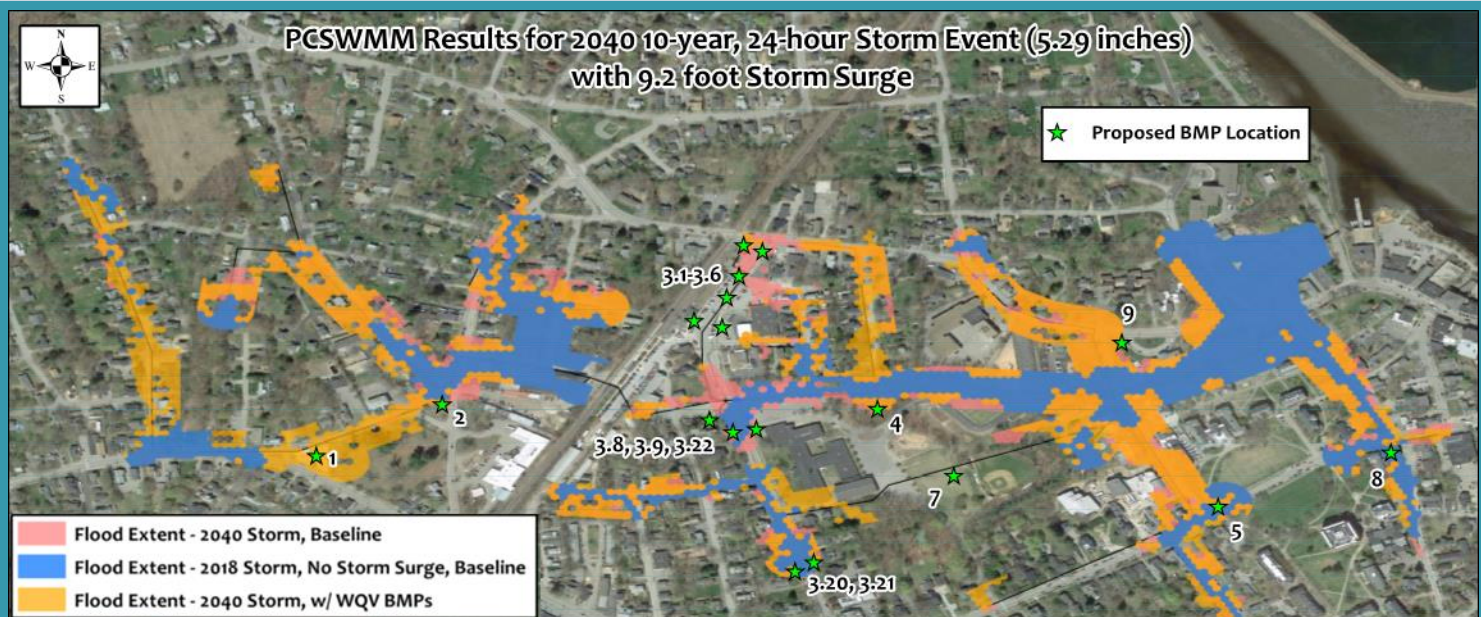 PCSWMM Results for 2040 10-year, 24-hour Storm Event (5.29 inches)
with 9.2 foot Storm Surge
N
W E
S
Proposed BMP Location
3.1-3.6
9
2
4
3.8, 3.9, 3.22
1
8
7
5
3.20, 3.21
Flood Extent - 2040 Storm, Baseline
Flood Extent - 2018 Storm, No Storm Surge, Baseline
Flood Extent - 2040 Storm, w/ WQV BMPs